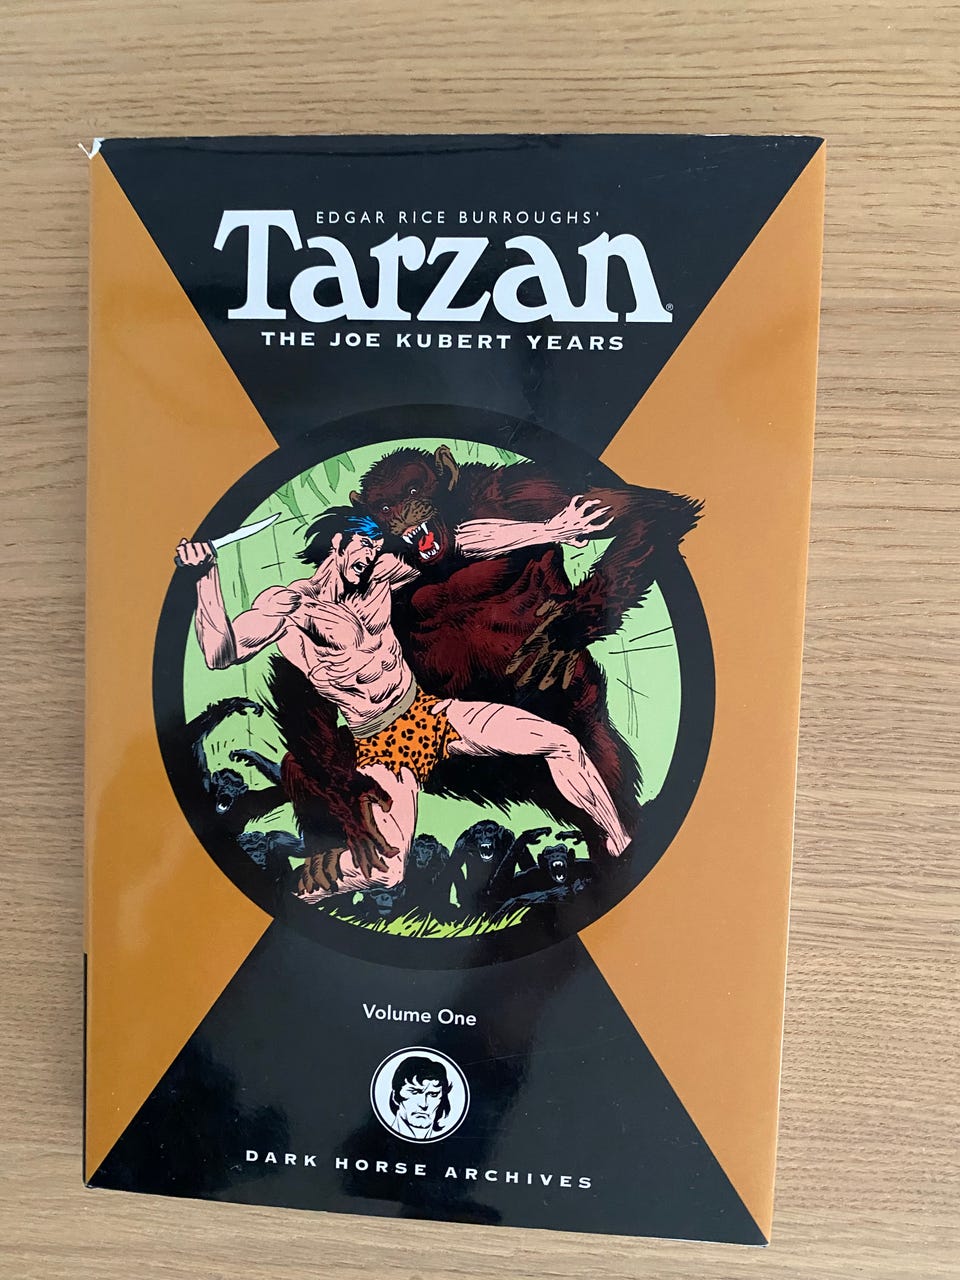 EDGAR RICE BURROUGHS'
Tarzan®
THE JOE KUBERT YEARS
Volume One
DARK HORSE ARCHIVES